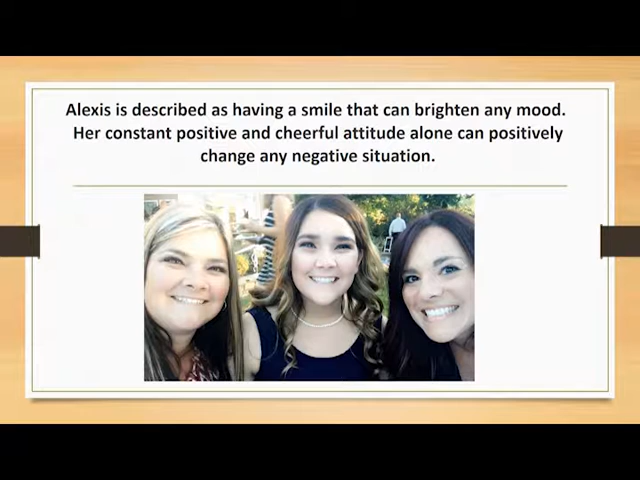 Alexis is described as having a smile that can brighten any mood.
Her constant positive and cheerful attitude alone can positively
change any negative situation.